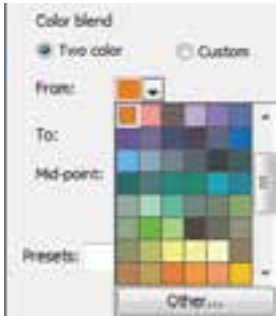 Color blend
Two color Custom
From:
To:
Mid-point:
Presets:
Other...